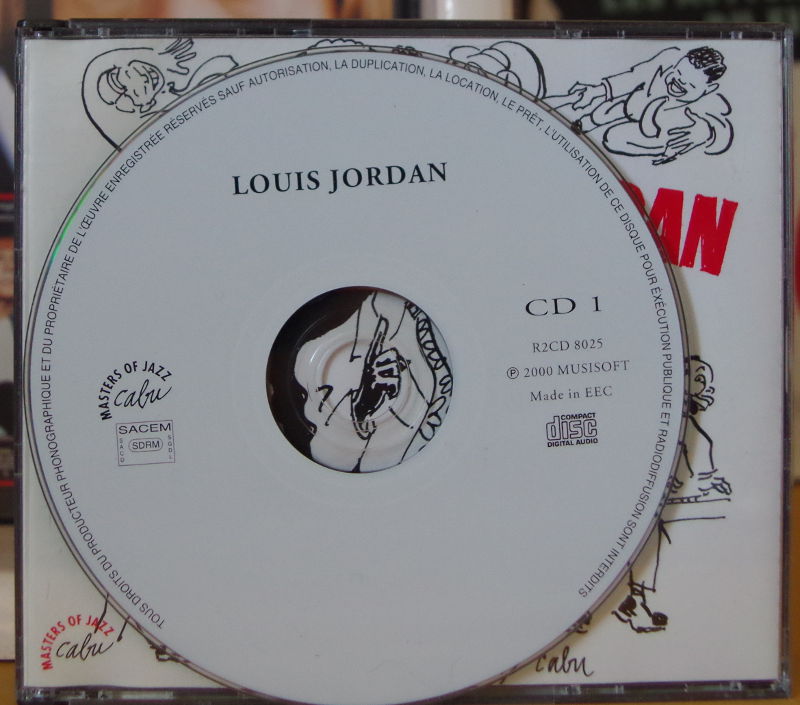 TOUS DROITS DU PRODUCTEUR PHONOGRAPHIQUE ET DU PROPRIÉTAIRE DE L'ŒUVRE ENREGISTRÉE RÉSERVÉS SAUF AUTORISATION, LA DUPLICATION, LA LOCATION, LE PRÊT, L'UTILISATION DE CE DISQUE POUR EXÉCUTION PUBLIQUE ET RADIODIFFUSION SONT INTERDITS
LOUIS JORDAN
DAN
CD 1
R2CD 8025
℗ 2000 MUSISOFT
Made in EEC
COMPACT
disc
DIGITAL AUDIO
MASTERS OF JAZZ
cabu
SACEM
SACD
SDRM
SGDL
MASTERS OF JAZZ
cabu
cabu